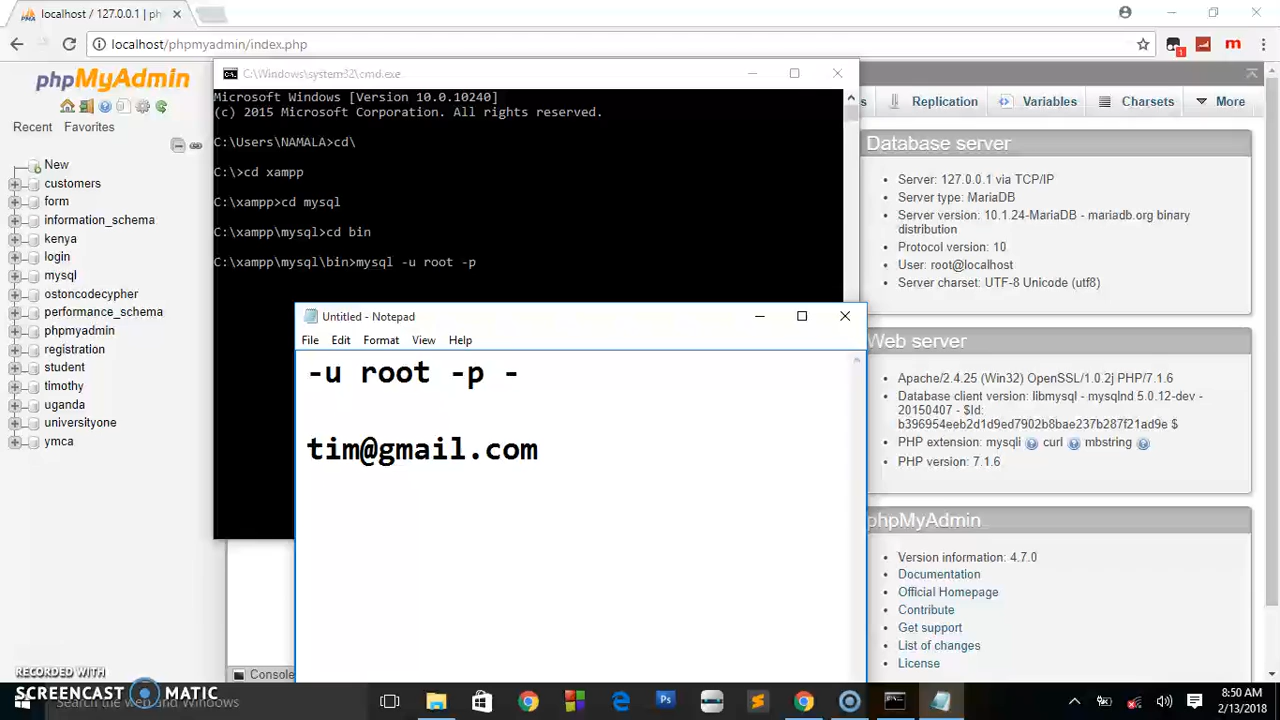 localhost / 127.0.0.1 | ph
localhost/phpmyadmin/index.php
1
phpMyAdmin
Recent Favorites
New
customers
form
information_schema
kenya
login
mysql
ostoncodecypher
performance_schema
phpmyadmin
registration
student
timothy
uganda
universityone
ymca
C:\Windows\system32\cmd.exe
Microsoft Windows [Version 10.0.10240]
(c) 2015 Microsoft Corporation. All rights reserved.
C:\Users\NAMALA>cd\
C:\>cd xampp
C:\xampp>cd mysql
C:\xampp\mysql>cd bin
C:\xampp\mysql\bin>mysql -u root -p
Untitled - Notepad
File Edit Format View Help
-u root -p -
tim@gmail.com
s Replication Variables Charsets More
Database server
Server: 127.0.0.1 via TCP/IP
Server type: MariaDB
Server version: 10.1.24-MariaDB - mariadb.org binary
distribution
Protocol version: 10
User: root@localhost
Server charset: UTF-8 Unicode (utf8)
Web server
Apache/2.4.25 (Win32) OpenSSL/1.0.2j PHP/7.1.6
Database client version: libmysql - mysqlnd 5.0.12-dev -
20150407 - $Id:
b396954eeb2d1d9ed7902b8bae237b287f21ad9e $
PHP extension: mysqli curl mbstring
PHP version: 7.1.6
phpMyAdmin
Version information: 4.7.0
Documentation
Official Homepage
Contribute
Get support
List of changes
License
Console
RECORDED WITH
SCREENCAST MATIC
Search the web and Windows
Ps
8:50 AM
2/13/2018